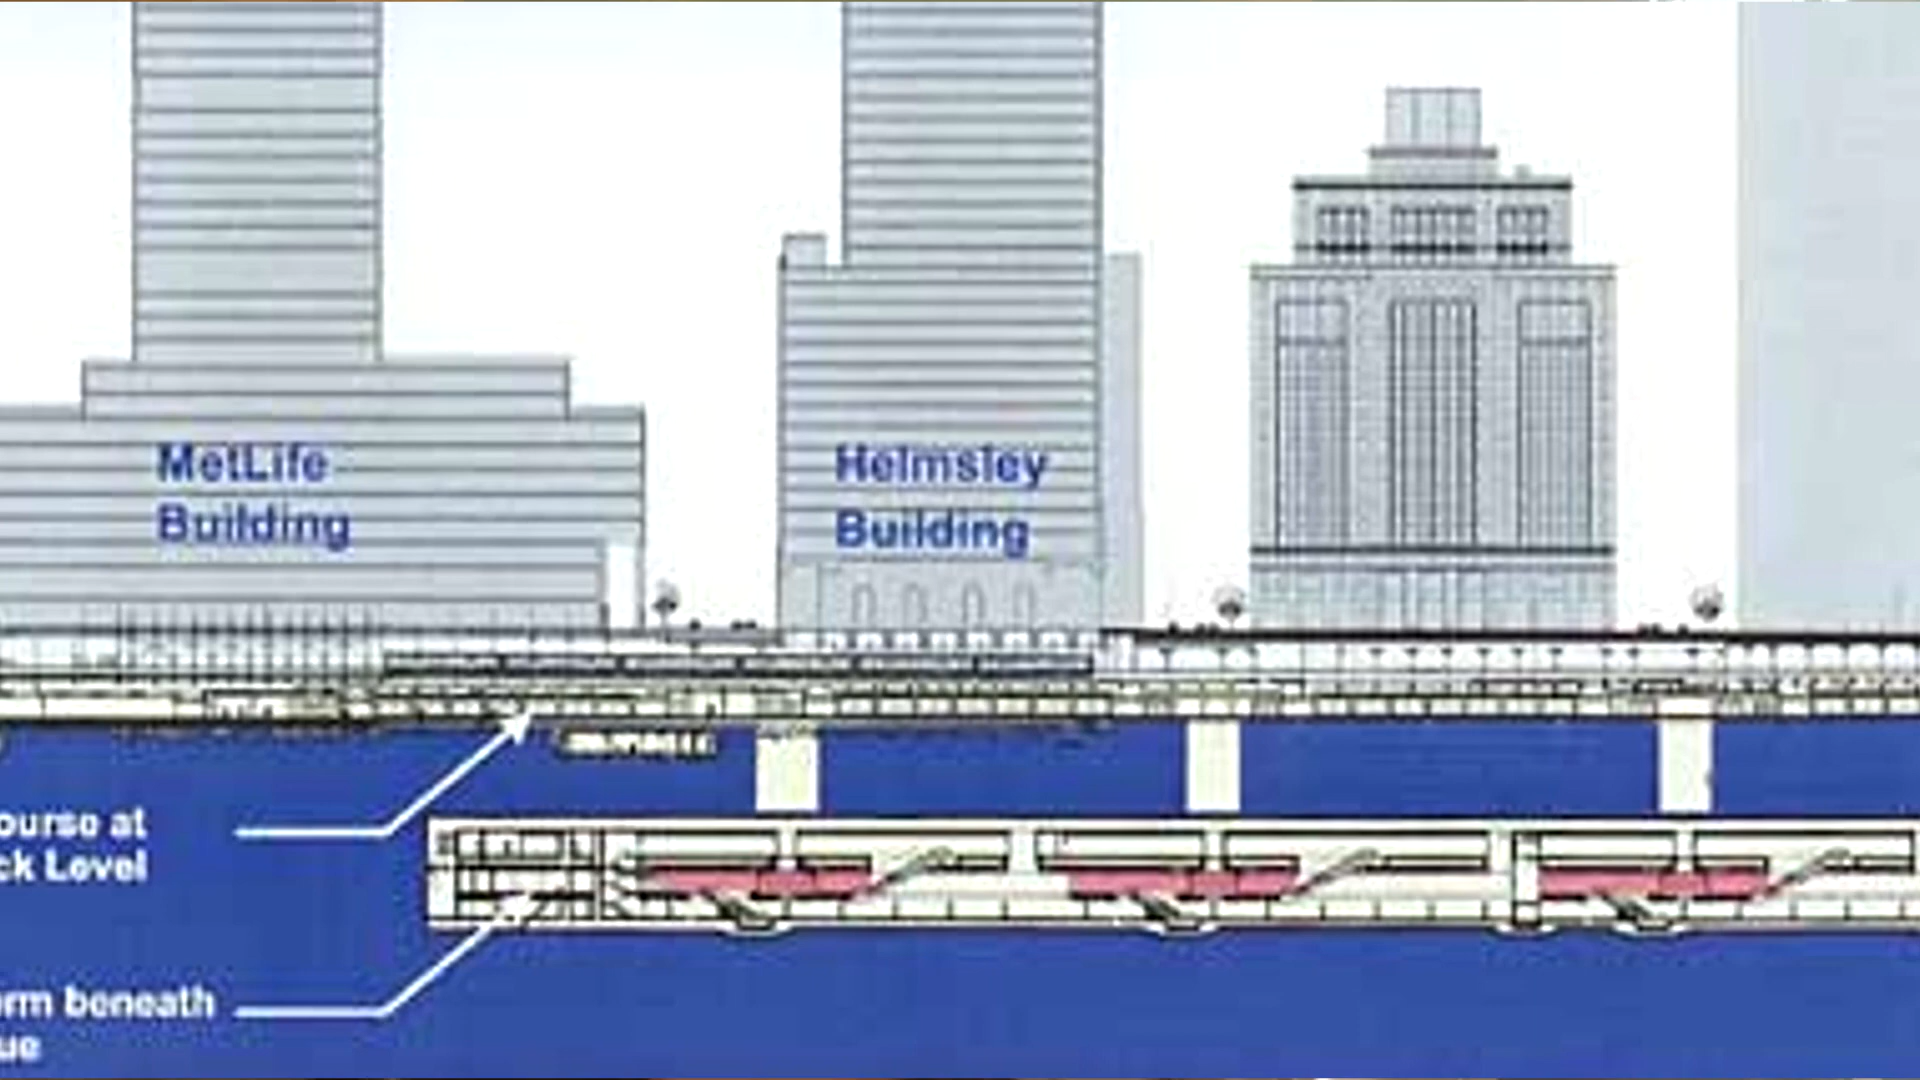 MetLife
Building
Helmsley
Building
ourse at
ck Level
rm beneath
ue